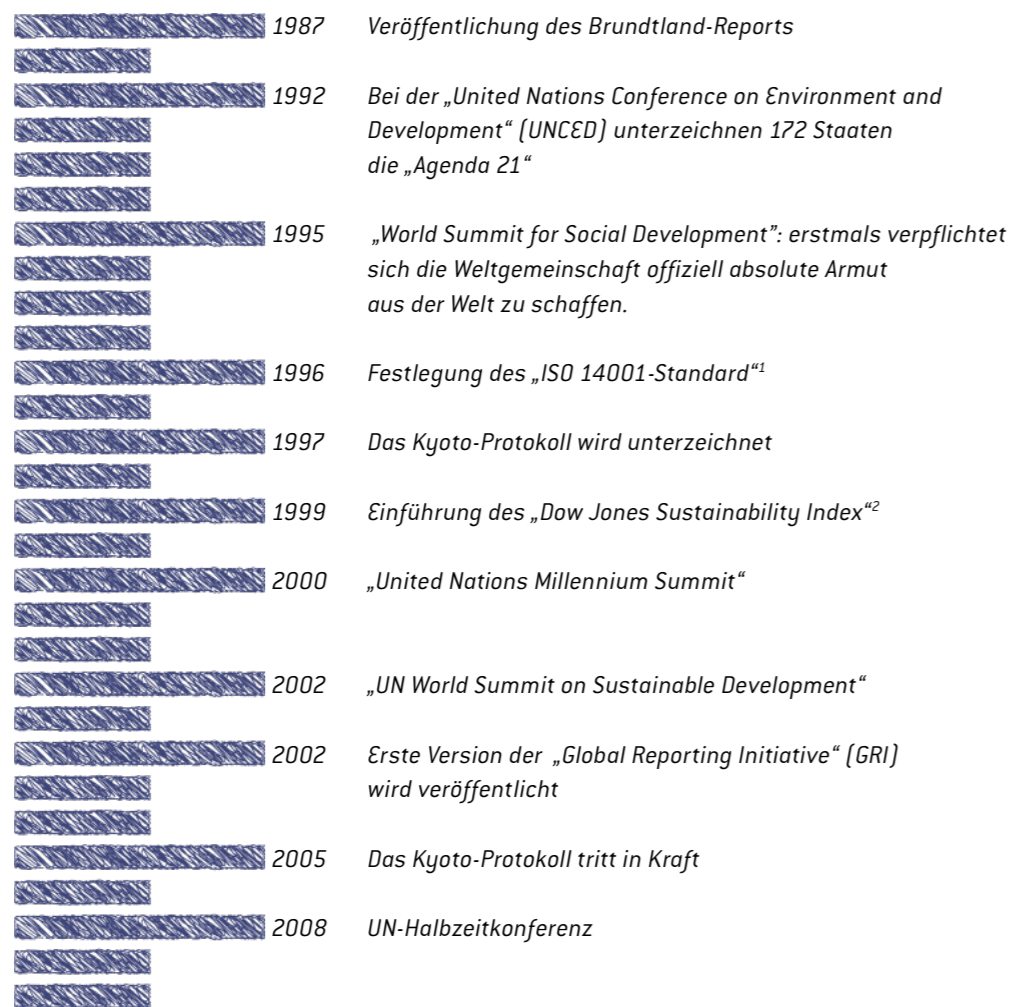 1987 Veröffentlichung des Brundtland-Reports
1992 Bei der „United Nations Conference on Environment and
Development“ (UNCED) unterzeichnen 172 Staaten
die „Agenda 21“
1995 „World Summit for Social Development”: erstmals verpflichtet
sich die Weltgemeinschaft offiziell absolute Armut
aus der Welt zu schaffen.
1996 Festlegung des „ISO 14001-Standard“¹
1997 Das Kyoto-Protokoll wird unterzeichnet
1999 Einführung des „Dow Jones Sustainability Index“²
2000 „United Nations Millennium Summit“
2002 „UN World Summit on Sustainable Development“
2002 Erste Version der „Global Reporting Initiative“ (GRI)
wird veröffentlicht
2005 Das Kyoto-Protokoll tritt in Kraft
2008 UN-Halbzeitkonferenz